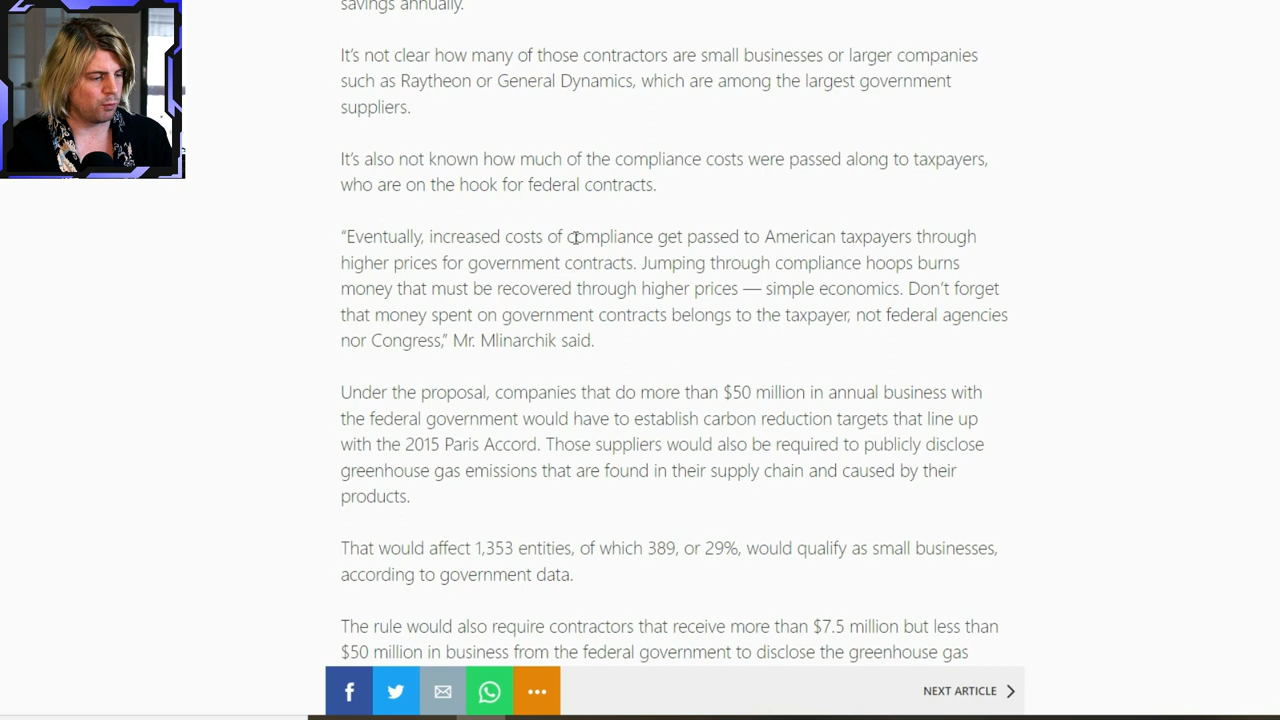 savings annually.
It's not clear how many of those contractors are small businesses or larger companies
such as Raytheon or General Dynamics, which are among the largest government
suppliers.
It's also not known how much of the compliance costs were passed along to taxpayers,
who are on the hook for federal contracts.
“Eventually, increased costs of compliance get passed to American taxpayers through
higher prices for government contracts. Jumping through compliance hoops burns
money that must be recovered through higher prices — simple economics. Don't forget
that money spent on government contracts belongs to the taxpayer, not federal agencies
nor Congress,” Mr. Mlinarchik said.
Under the proposal, companies that do more than $50 million in annual business with
the federal government would have to establish carbon reduction targets that line up
with the 2015 Paris Accord. Those suppliers would also be required to publicly disclose
greenhouse gas emissions that are found in their supply chain and caused by their
products.
That would affect 1,353 entities, of which 389, or 29%, would qualify as small businesses,
according to government data.
The rule would also require contractors that receive more than $7.5 million but less than
$50 million in business from the federal government to disclose the greenhouse gas
NEXT ARTICLE